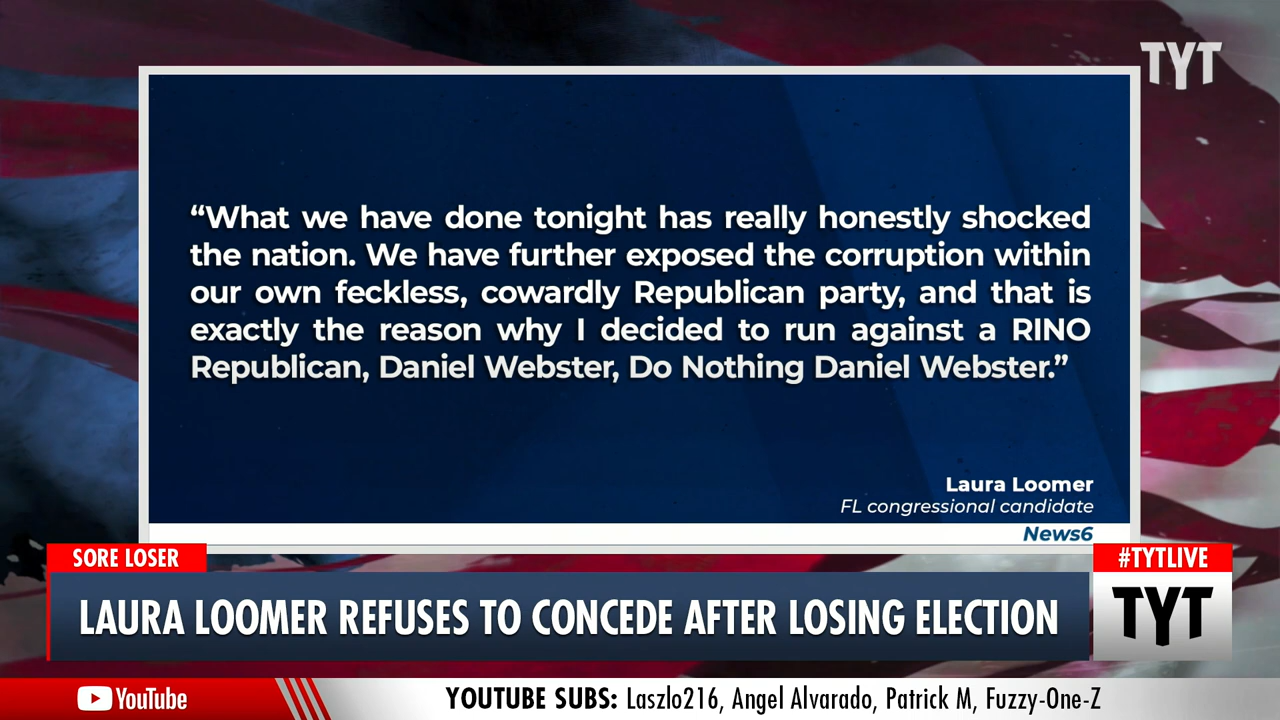 TYT
“What we have done tonight has really honestly shocked
the nation. We have further exposed the corruption within
our own feckless, cowardly Republican party, and that is
exactly the reason why I decided to run against a RINO
Republican, Daniel Webster, Do Nothing Daniel Webster.”
Laura Loomer
FL congressional candidate
News6
SORE LOSER
#TYTLIVE
LAURA LOOMER REFUSES TO CONCEDE AFTER LOSING ELECTION
TYT
YouTube
YOUTUBE SUBS: Laszlo216, Angel Alvarado, Patrick M, Fuzzy-One-Z